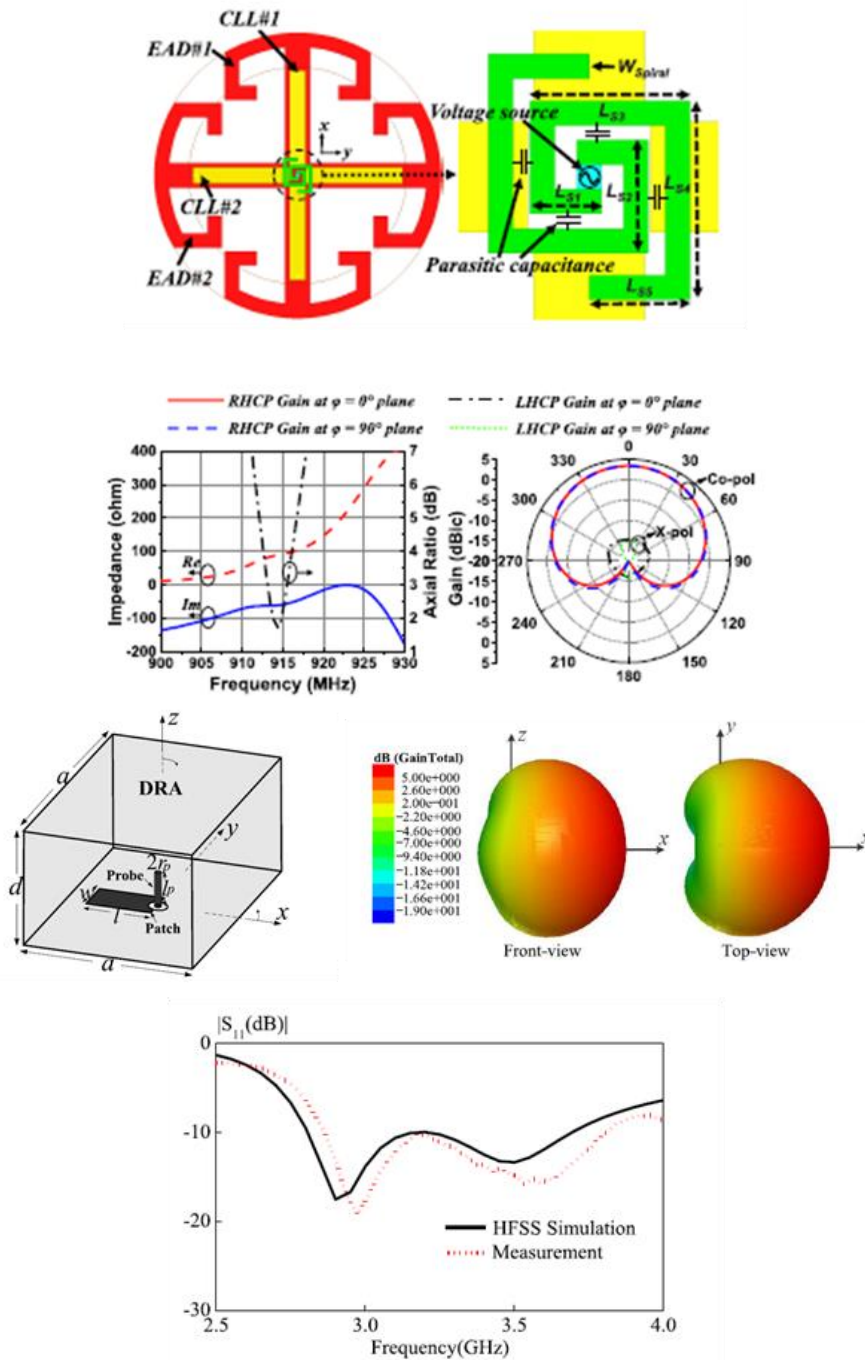 CLL#1
EAD#1
x
y
CLL#2
EAD#2
W_Spiral
Voltage source
L_S3
L_S1
L_S2
L_S4
Parasitic capacitance
L_S5
RHCP Gain at φ = 0° plane
LHCP Gain at φ = 0° plane
RHCP Gain at φ = 90° plane
LHCP Gain at φ = 90° plane
Impedance (ohm)
400
300
200
100
0
-100
-200
Re
Im
900 905 910 915 920 925 930
Frequency (MHz)
7
6
5
4
3
2
1
Axial Ratio (dB)
Gain (dBic)
5
0
-5
-10
-15
-20
-15
-10
-5
0
5
0
30
60
90
120
150
180
210
240
270
300
330
Co-pol
X-pol
z
a
DRA
y
d
2r_p
Probe
l_p
W
l
Patch
x
a
dB (GainTotal)
5.00e+000
2.60e+000
2.00e-001
-2.20e+000
-4.60e+000
-7.00e+000
-9.40e+000
-1.18e+001
-1.42e+001
-1.66e+001
-1.90e+001
z
x
Front-view
y
x
Top-view
|S_11(dB)|
0
-10
-20
-30
HFSS Simulation
Measurement
2.5 3.0 3.5 4.0
Frequency(GHz)